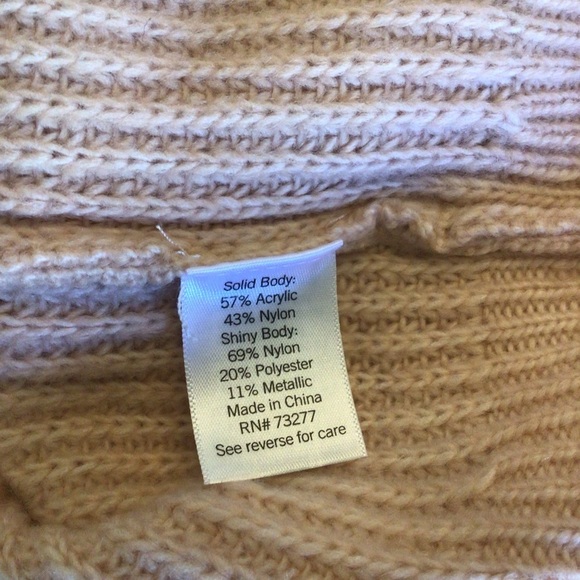 Solid Body:
57% Acrylic
43% Nylon
Shiny Body:
69% Nylon
20% Polyester
11% Metallic
Made in China
RN# 73277
See reverse for care